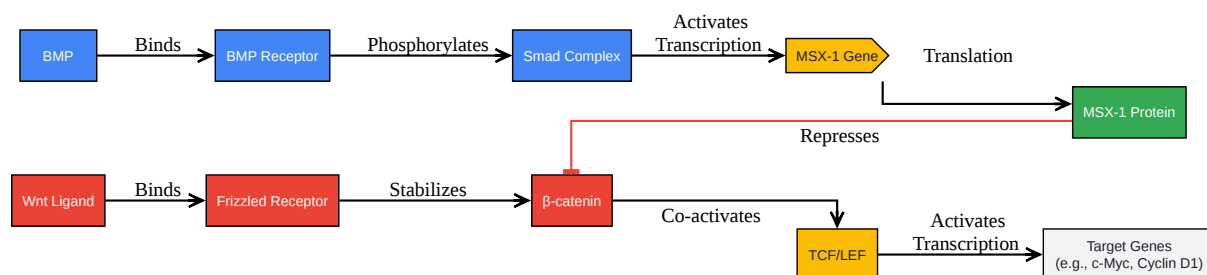 BMP
Binds
BMP Receptor
Phosphorylates
Smad Complex
Activates
Transcription
MSX-1 Gene
Translation
MSX-1 Protein
Represses
Wnt Ligand
Binds
Frizzled Receptor
Stabilizes
β-catenin
Co-activates
TCF/LEF
Activates
Transcription
Target Genes
(e.g., c-Myc, Cyclin D1)